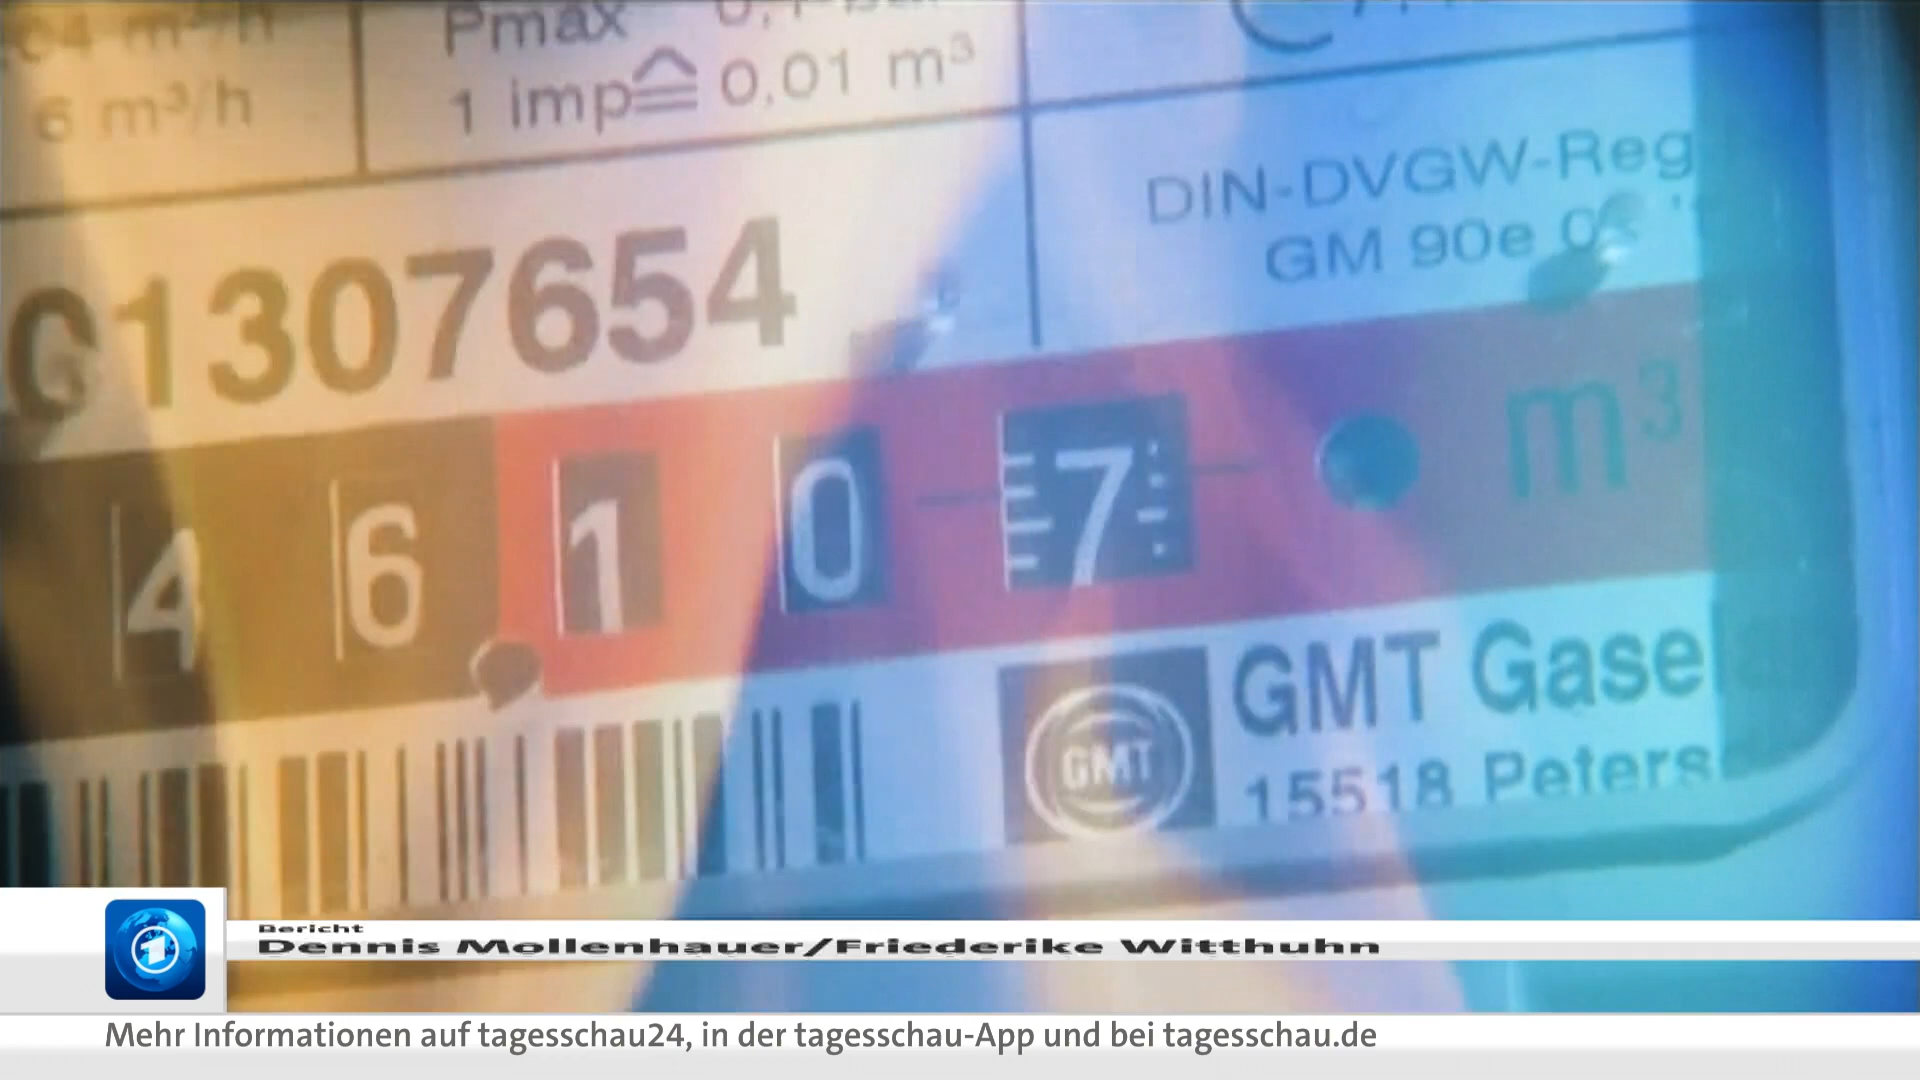 6 m³/h
Pmax
1 imp≙ 0,01 m³
DIN-DVGW-Reg
GM 90e
1307654
4 6 1 0 7 m³
GMT Gase
GMT
15518 Peters
Bericht
Dennis Mollenhauer/Friederike Witthuhn
1
Mehr Informationen auf tagesschau24, in der tagesschau-App und bei tagesschau.de